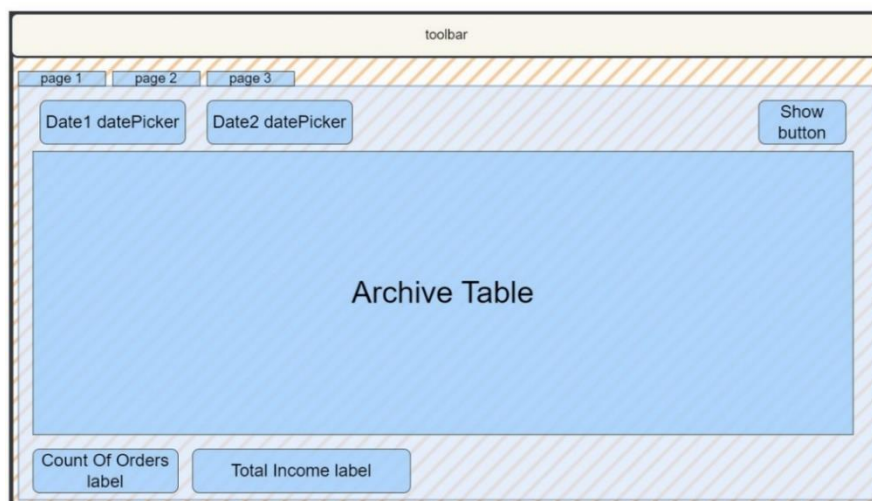 toolbar
page 1 page 2 page 3
Date1 datePicker Date2 datePicker Show
button
Archive Table
Count Of Orders
label
Total Income label